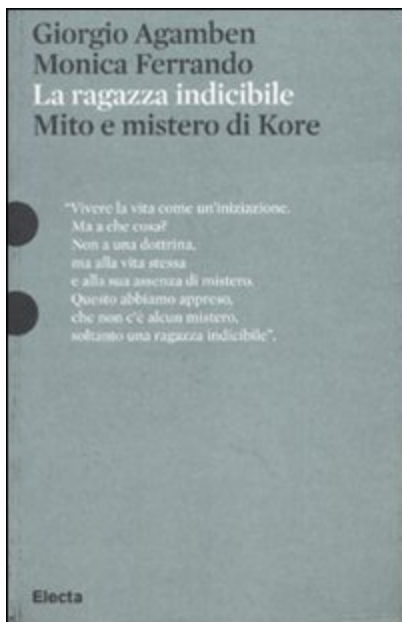 Giorgio Agamben
Monica Ferrando
La ragazza indicibile
Mito e mistero di Kore
"Vivere la vita come un'iniziazione.
Ma a che cosa?
Non a una dottrina,
ma alla vita stessa
e alla sua assenza di mistero.
Questo abbiamo appreso,
che non c'è alcun mistero,
soltanto una ragazza indicibile".
Electa